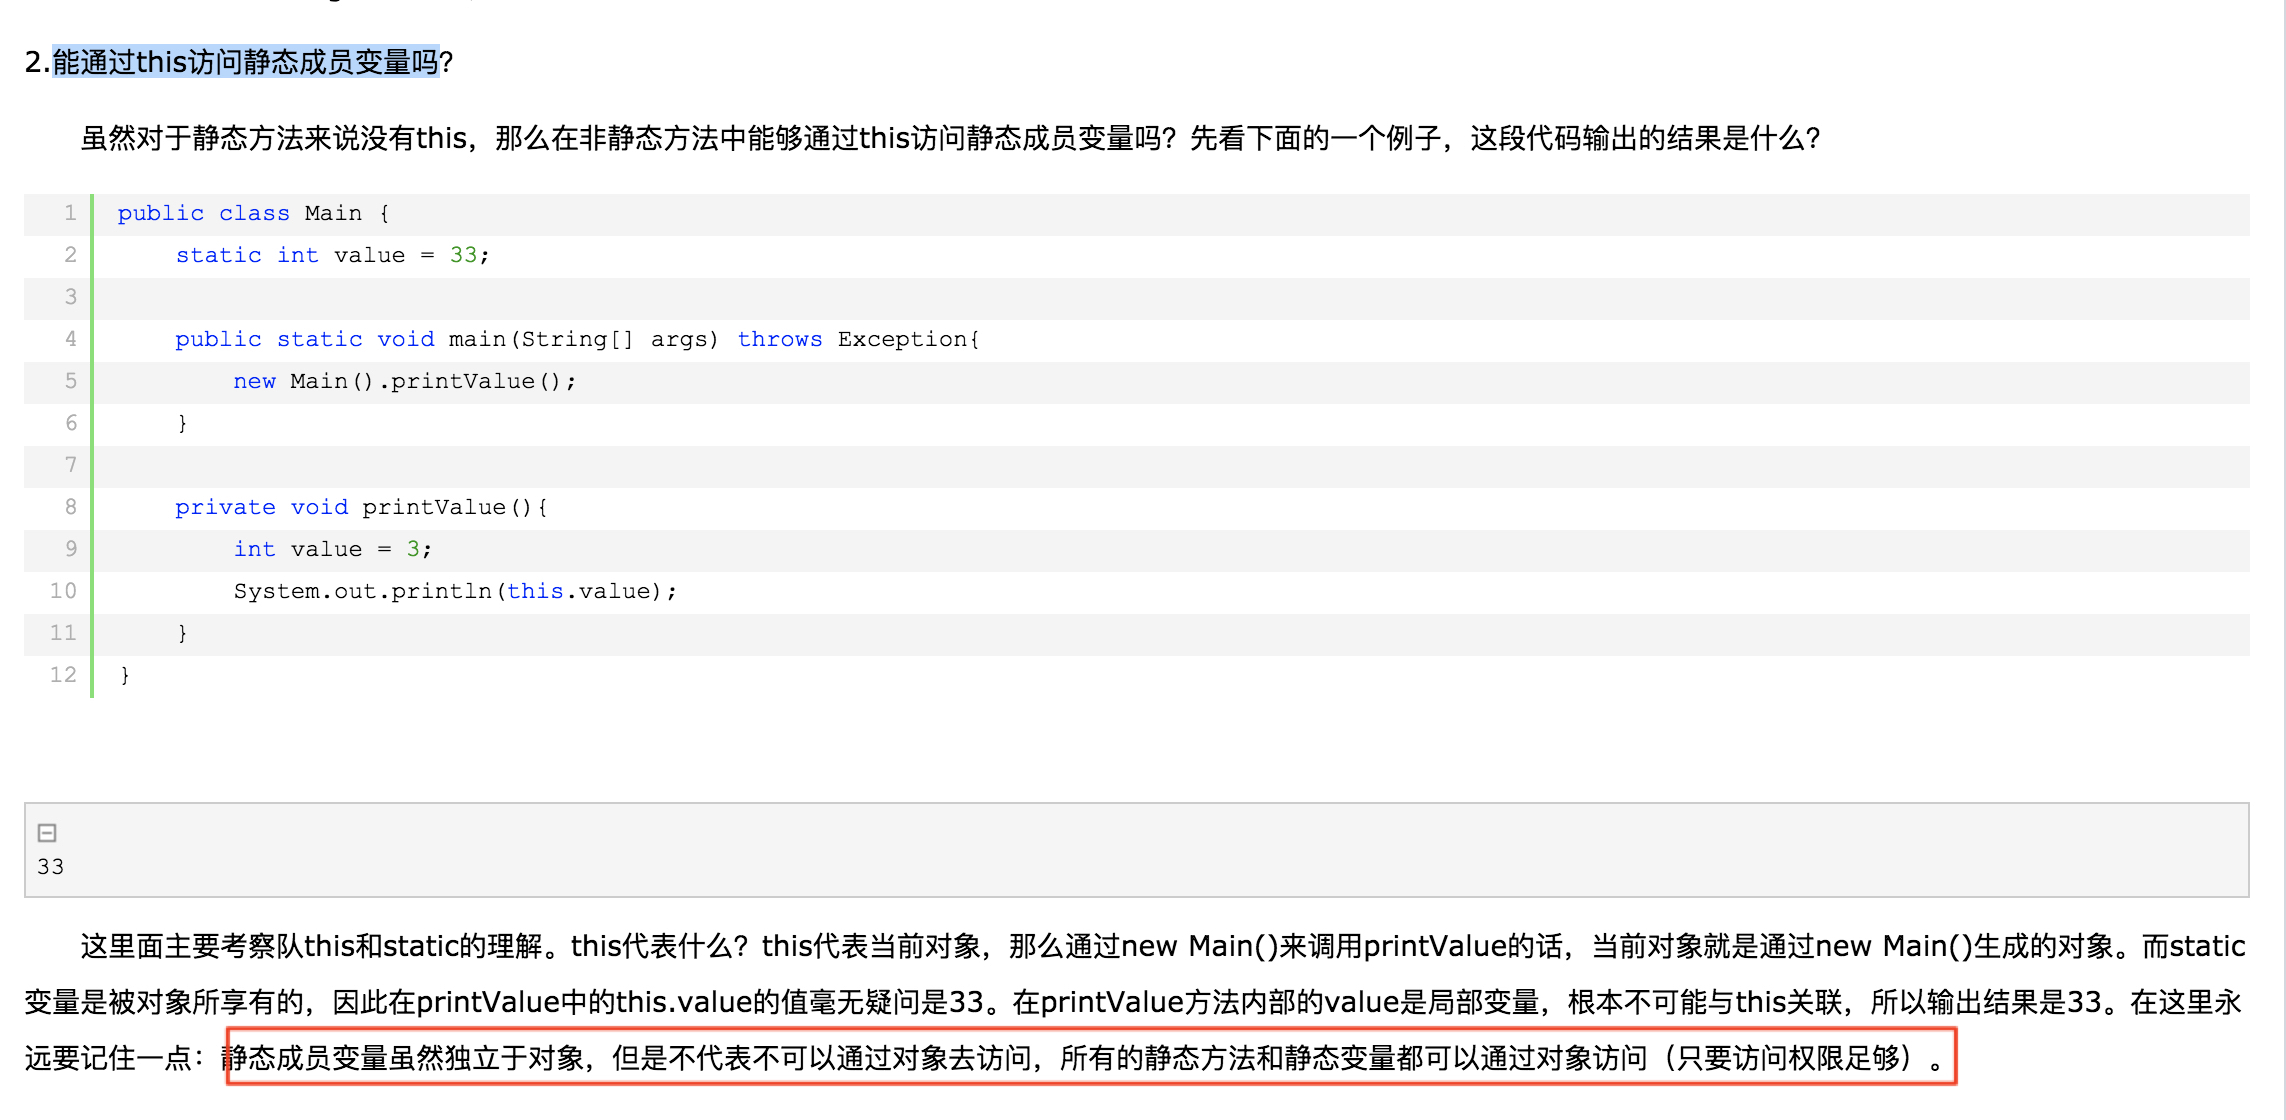 2.能通过this访问静态成员变量吗?
虽然对于静态方法来说没有this，那么在非静态方法中能够通过this访问静态成员变量吗？先看下面的一个例子，这段代码输出的结果是什么？
1 public class Main {
2 static int value = 33;
3
4 public static void main(String[] args) throws Exception{
5 new Main().printValue();
6 }
7
8 private void printValue(){
9 int value = 3;
10 System.out.println(this.value);
11 }
12 }
33
这里面主要考察队this和static的理解。this代表什么？this代表当前对象，那么通过new Main()来调用printValue的话，当前对象就是通过new Main()生成的对象。而static
变量是被对象所享有的，因此在printValue中的this.value的值毫无疑问是33。在printValue方法内部的value是局部变量，根本不可能与this关联，所以输出结果是33。在这里永
远要记住一点：静态成员变量虽然独立于对象，但是不代表不可以通过对象去访问，所有的静态方法和静态变量都可以通过对象访问（只要访问权限足够）。